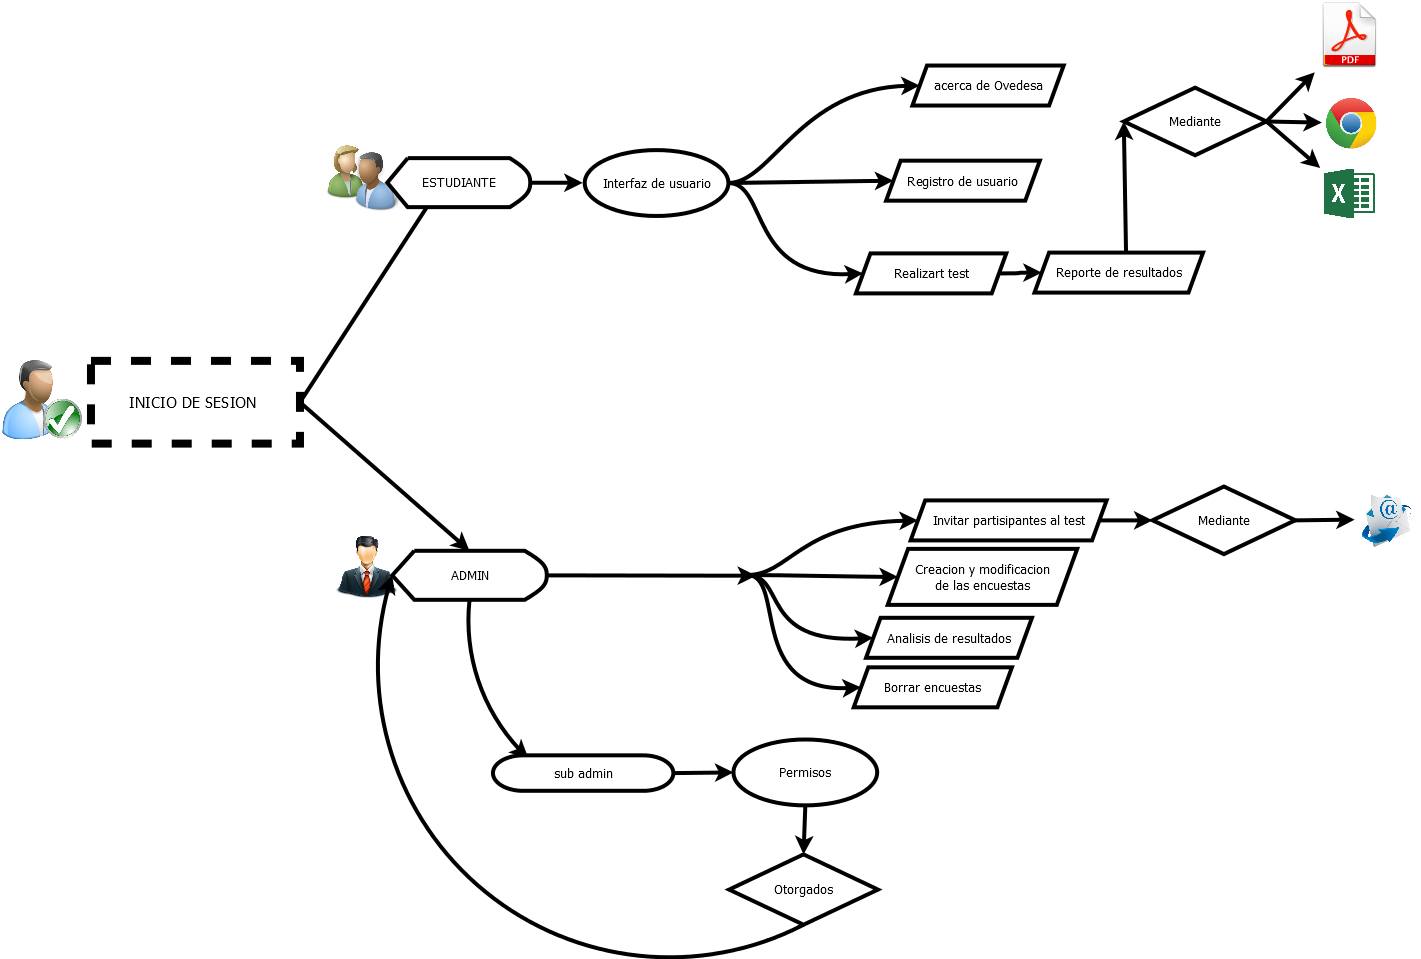 PDF
acerca de Ovedesa
Mediante
ESTUDIANTE
Interfaz de usuario
Registro de usuario
X
Realizart test
Reporte de resultados
INICIO DE SESION
Invitar partisipantes al test
Mediante
@
ADMIN
Creacion y modificacion
de las encuestas
Analisis de resultados
Borrar encuestas
sub admin
Permisos
Otorgados